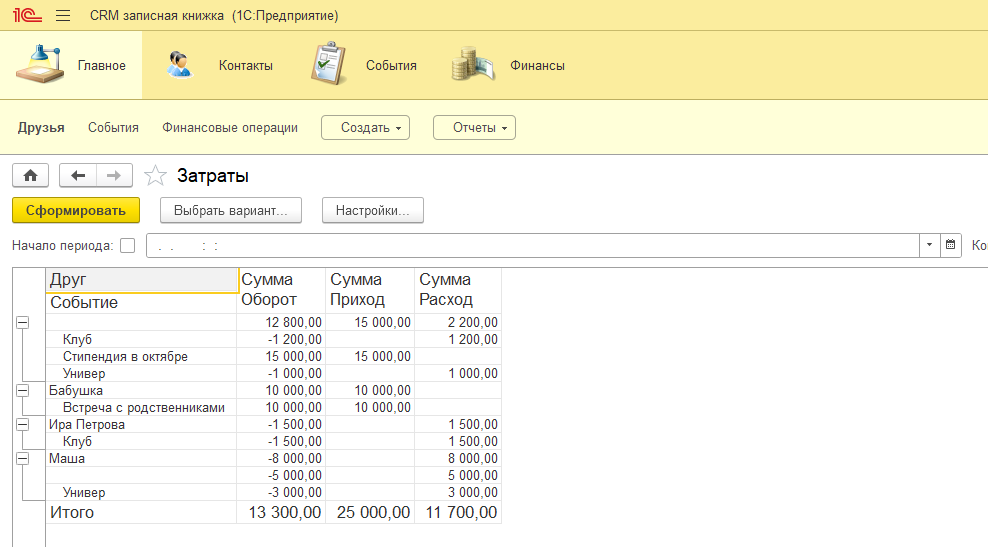 1С CRM записная книжка (1С:Предприятие)
Главное Контакты События Финансы
Друзья События Финансовые операции Создать Отчеты
Затраты
Сформировать Выбрать вариант... Настройки...
Начало периода: . . : : Ко
Друг Сумма Сумма Сумма
Событие Оборот Приход Расход
12 800,00 15 000,00 2 200,00
Клуб -1 200,00 1 200,00
Стипендия в октябре 15 000,00 15 000,00
Универ -1 000,00 1 000,00
Бабушка 10 000,00 10 000,00
Встреча с родственниками 10 000,00 10 000,00
Ира Петрова -1 500,00 1 500,00
Клуб -1 500,00 1 500,00
Маша -8 000,00 8 000,00
-5 000,00 5 000,00
Универ -3 000,00 3 000,00
Итого 13 300,00 25 000,00 11 700,00